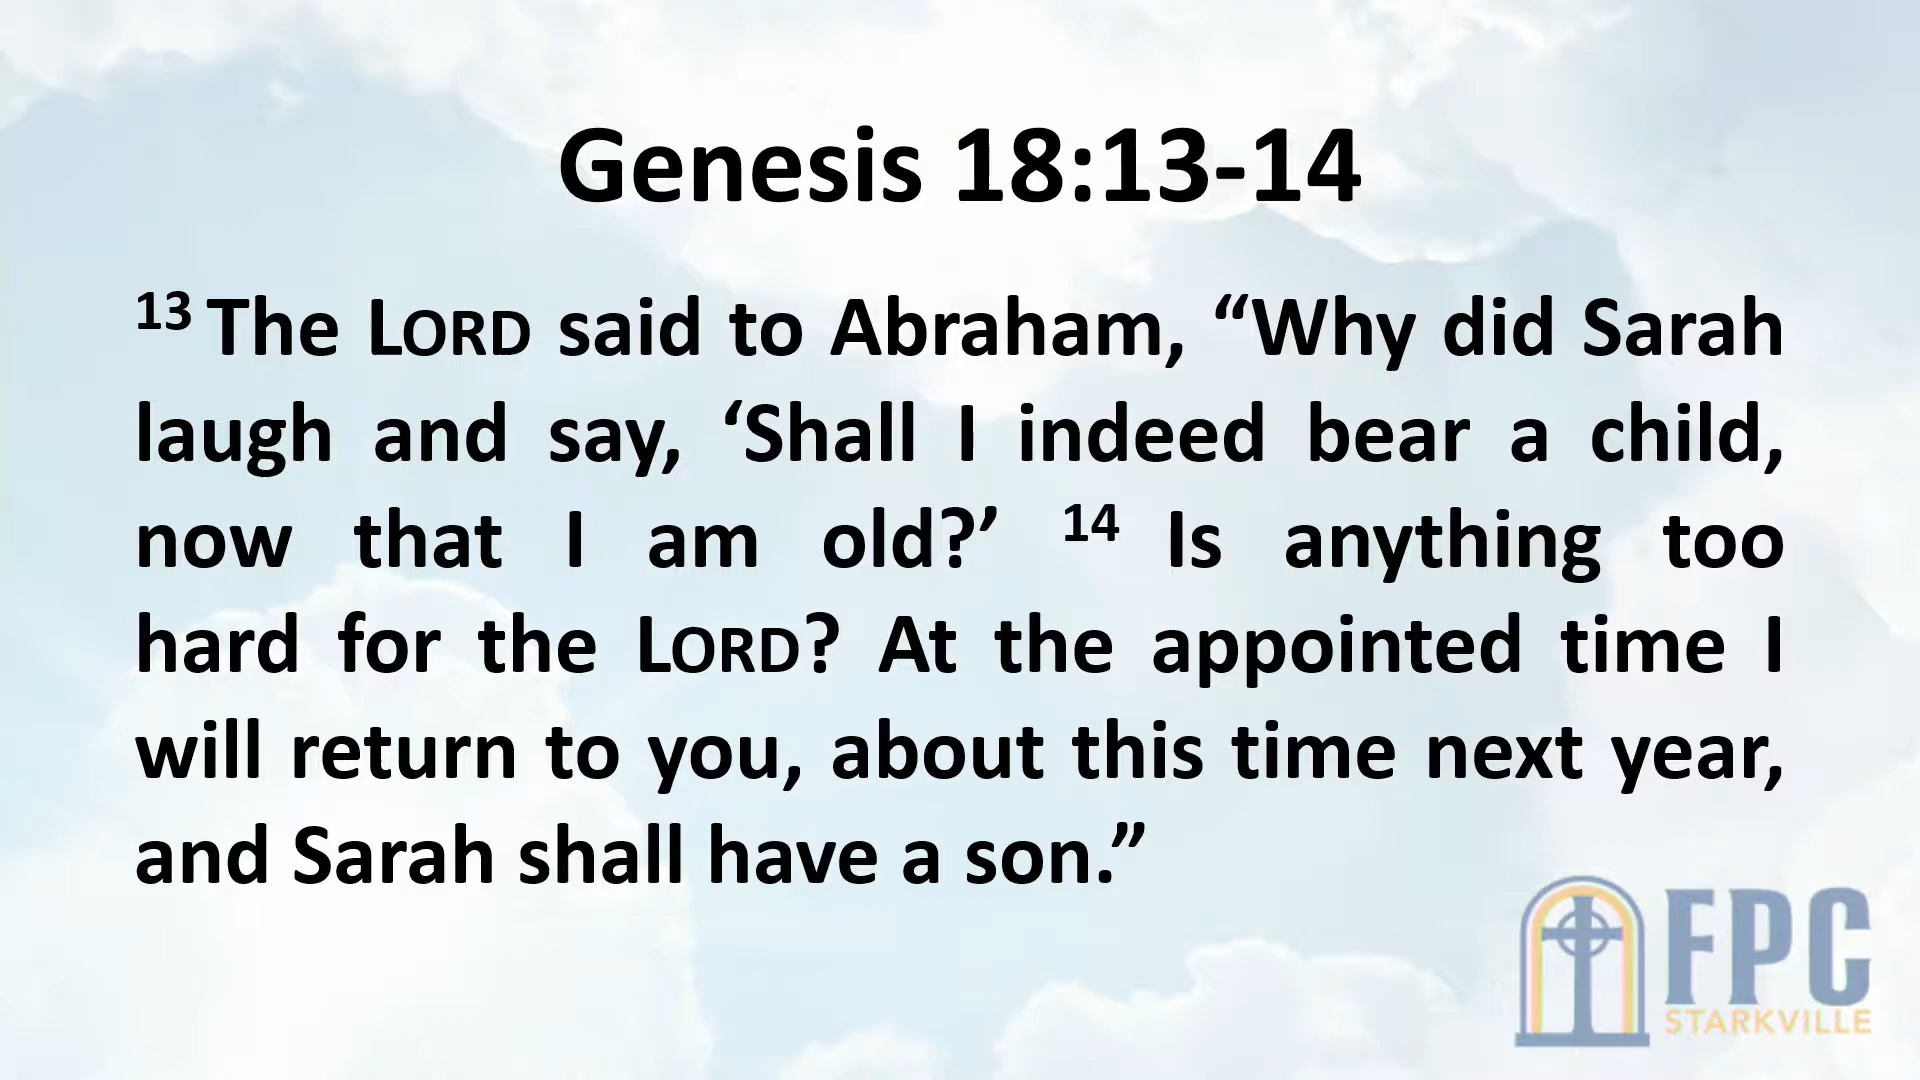 Genesis 18:13-14
13 The LORD said to Abraham, “Why did Sarah
laugh and say, ‘Shall I indeed bear a child,
now that I am old?’ 14 Is anything too
hard for the LORD? At the appointed time I
will return to you, about this time next year,
and Sarah shall have a son.”
FPC
STARKVILLE